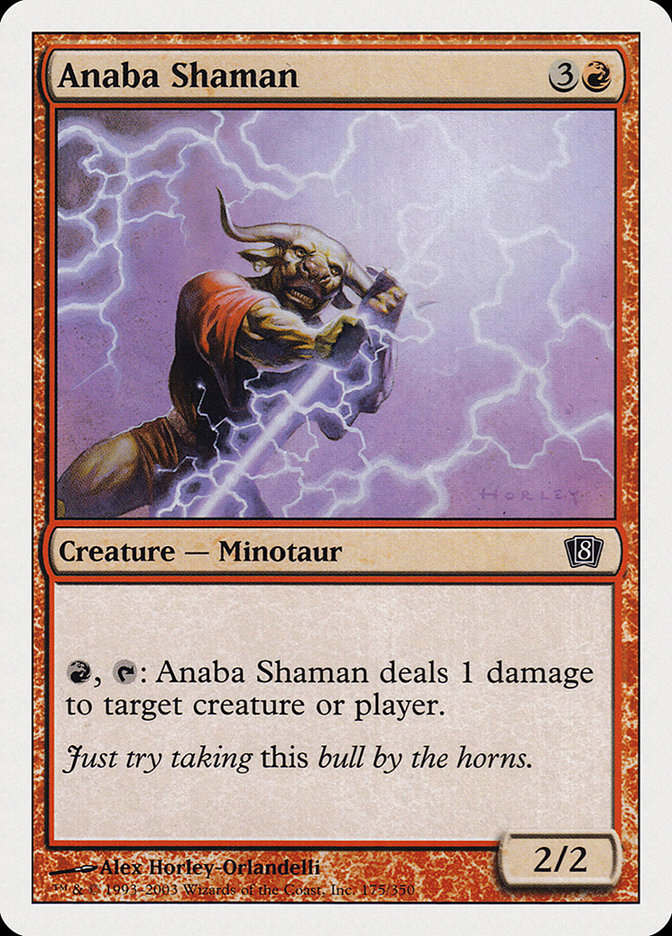 Anaba Shaman
3
HORLEY
Creature — Minotaur
8
, : Anaba Shaman deals 1 damage
to target creature or player.
Just try taking this bull by the horns.
2/2
Alex Horley-Orlandelli
™ & © 1993–2003 Wizards of the Coast, Inc. 175/350